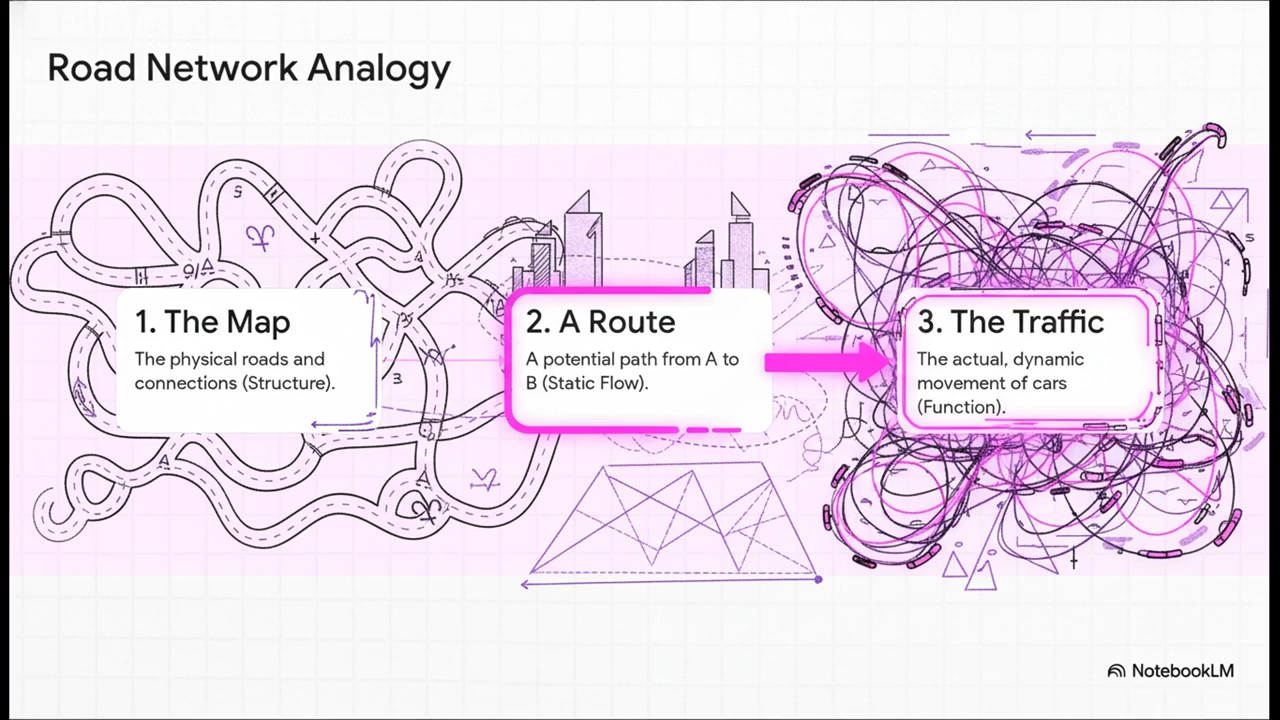 Road Network Analogy
1. The Map
The physical roads and
connections (Structure).
2. A Route
A potential path from A to
B (Static Flow).
3. The Traffic
The actual, dynamic
movement of cars
(Function).
NotebookLM